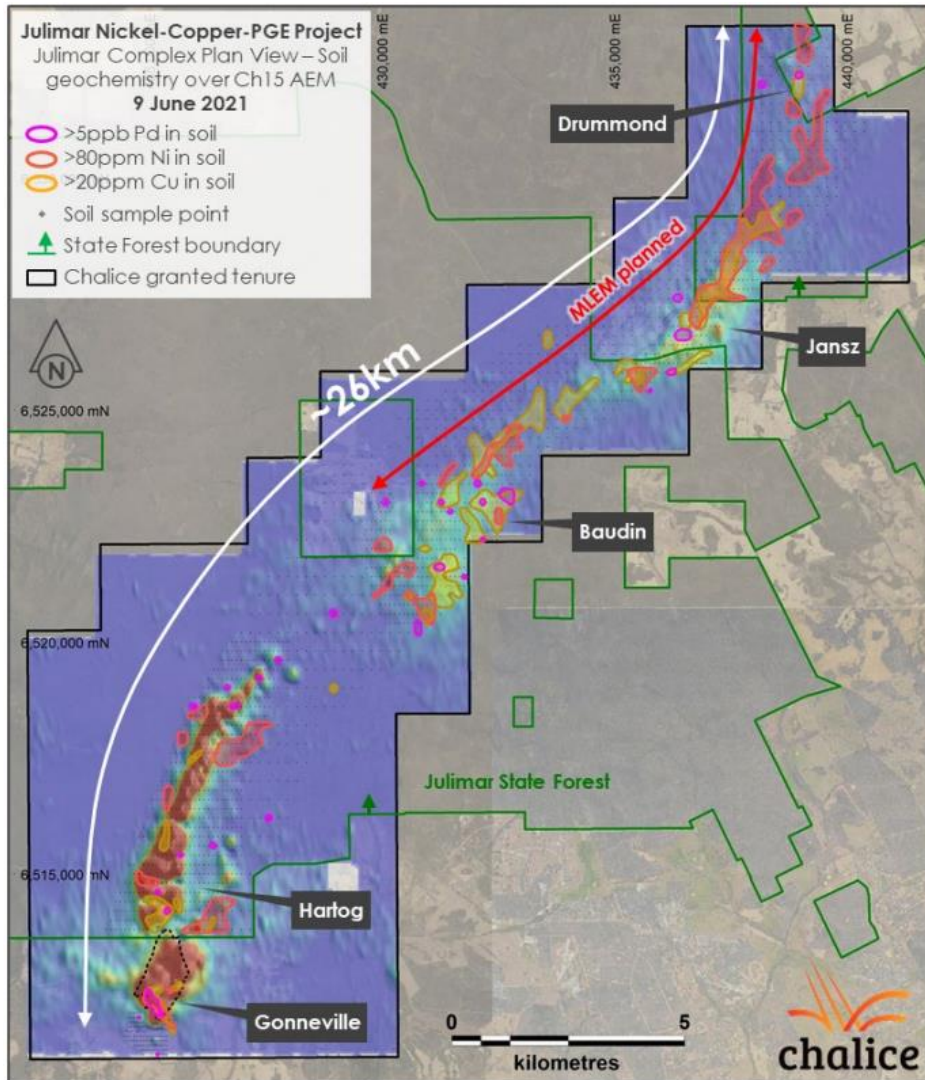 Julimar Nickel-Copper-PGE Project
Julimar Complex Plan View – Soil
geochemistry over Ch15 AEM
9 June 2021
>5ppb Pd in soil
>80ppm Ni in soil
>20ppm Cu in soil
Soil sample point
State Forest boundary
Chalice granted tenure
430,000 mE
435,000 mE
440,000 mE
Drummond
MLEM planned
Jansz
~26km
N
6,525,000 mN
Baudin
6,520,000 mN
Julimar State Forest
6,515,000 mN
Hartog
Gonneville
0 5
kilometres
chalice